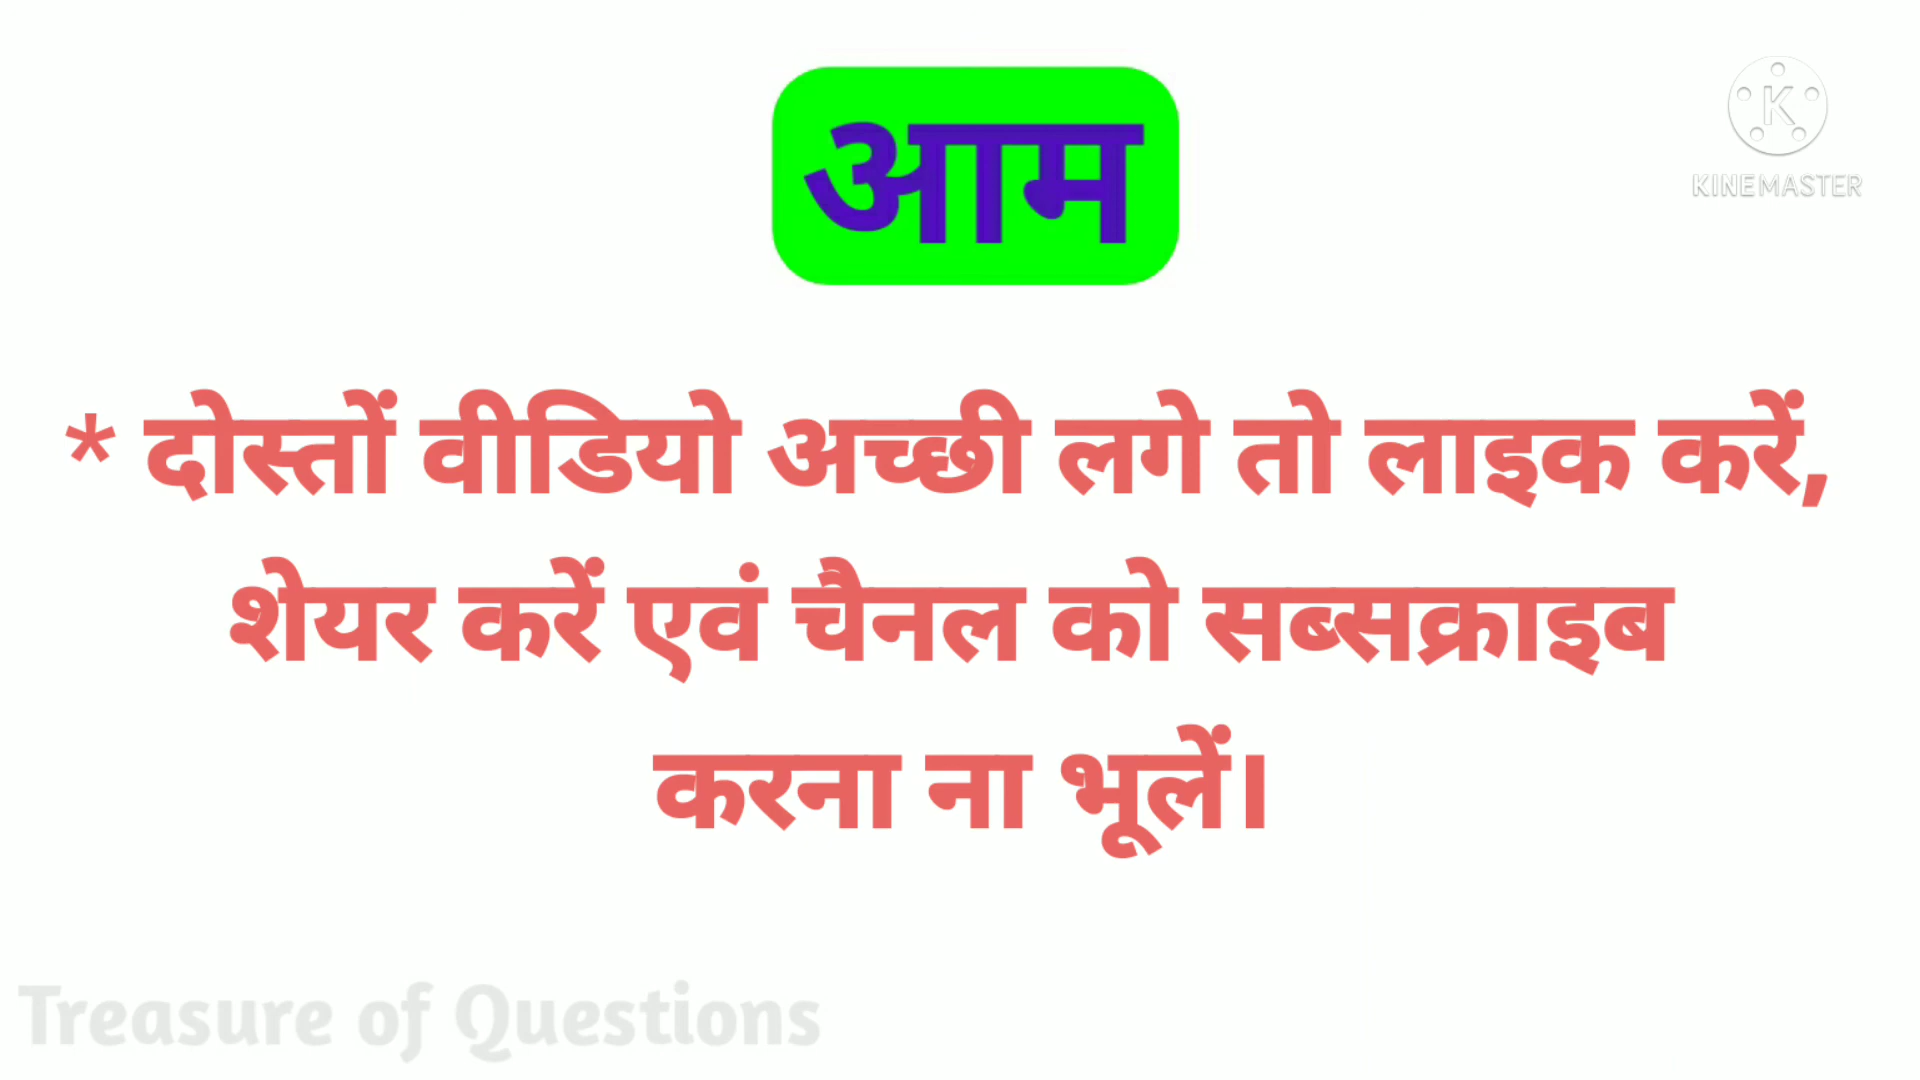 आम
K
KINEMASTER
* दोस्तों वीडियो अच्छी लगे तो लाइक करें,
शेयर करें एवं चैनल को सब्सक्राइब
करना ना भूलें।
Treasure of Questions